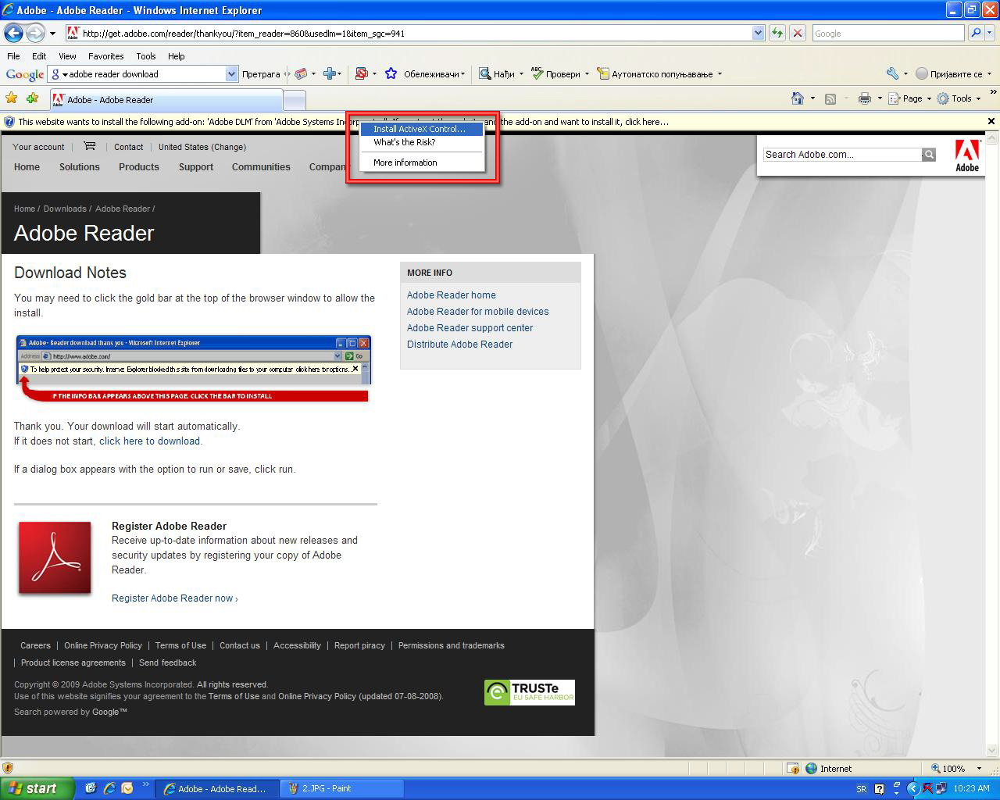 Adobe - Adobe Reader - Windows Internet Explorer
http://get.adobe.com/reader/thankyou/?item_reader=860&usedlm=1&item_sgc=941
Google
File Edit View Favorites Tools Help
Google g adobe reader download Претрага Обележивачи Нађи ABC Провери Аутоматско попуњавање Пријавите се
Adobe - Adobe Reader
Page Tools
This website wants to install the following add-on: 'Adobe DLM' from 'Adobe Systems and the add-on and want to install it, click here...
Install ActiveX Control...
What's the Risk?
More information
Your account Contact United States (Change)
Home Solutions Products Support Communities Compan
Search Adobe.com...
Adobe
Home / Downloads / Adobe Reader /
Adobe Reader
Download Notes
You may need to click the gold bar at the top of the browser window to allow the
install.
Adobe - Reader download thank you - Microsoft Internet Explorer
Address http://www.adobe.com/ Go
To help protect your security, Internet Explorer blocked this site from downloading files to your computer. click here for options...
F THE INFO BAR APPEARS ABOVE THIS PAGE, CLICK THE BAR TO INSTALL
Thank you. Your download will start automatically.
If it does not start, click here to download.
If a dialog box appears with the option to run or save, click run.
MORE INFO
Adobe Reader home
Adobe Reader for mobile devices
Adobe Reader support center
Distribute Adobe Reader
Register Adobe Reader
Receive up-to-date information about new releases and
security updates by registering your copy of Adobe
Reader.
Register Adobe Reader now ›
Careers | Online Privacy Policy | Terms of Use | Contact us | Accessibility | Report piracy | Permissions and trademarks
| Product license agreements | Send feedback
Copyright © 2009 Adobe Systems Incorporated. All rights reserved.
Use of this website signifies your agreement to the Terms of Use and Online Privacy Policy (updated 07-08-2008).
Search powered by Google™
TRUSTe
EU SAFE HARBOR
Internet 100%
start Adobe - Adobe Read... 2.JPG - Paint SR 10:23 AM